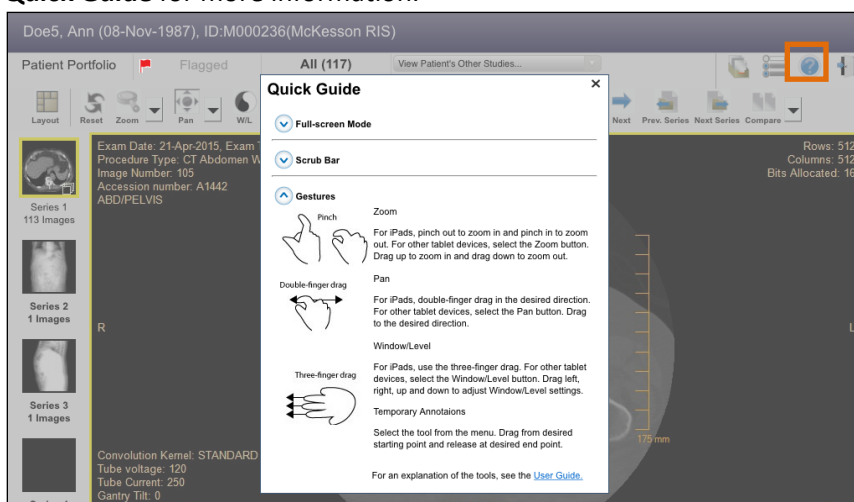 Quick Guide for more information.
Doe5, Ann (08-Nov-1987), ID:M000236(McKesson RIS)
Patient Portfolio
Flagged
All (117)
View Patient's Other Studies...
Layout
Reset
Zoom
Pan
W/L
Next
Prev. Series
Next Series
Compare
Exam Date: 21-Apr-2015, Exam
Procedure Type: CT Abdomen W
Image Number: 105
Accession number: A1442
ABD/PELVIS
Rows: 512
Columns: 512
Bits Allocated: 16
Series 1
113 Images
Series 2
1 Images
Series 3
1 Images
R
L
175 mm
Convolution Kernel: STANDARD
Tube voltage: 120
Tube Current: 250
Gantry Tilt: 0
Quick Guide
×
Full-screen Mode
Scrub Bar
Gestures
Pinch
Zoom
For iPads, pinch out to zoom in and pinch in to zoom
out. For other tablet devices, select the Zoom button.
Drag up to zoom in and drag down to zoom out.
Double-finger drag
Pan
For iPads, double-finger drag in the desired direction.
For other tablet devices, select the Pan button. Drag
to the desired direction.
Window/Level
Three-finger drag
For iPads, use the three-finger drag. For other tablet
devices, select the Window/Level button. Drag left,
right, up and down to adjust Window/Level settings.
Temporary Annotaions
Select the tool from the menu. Drag from desired
starting point and release at desired end point.
For an explanation of the tools, see the User Guide.